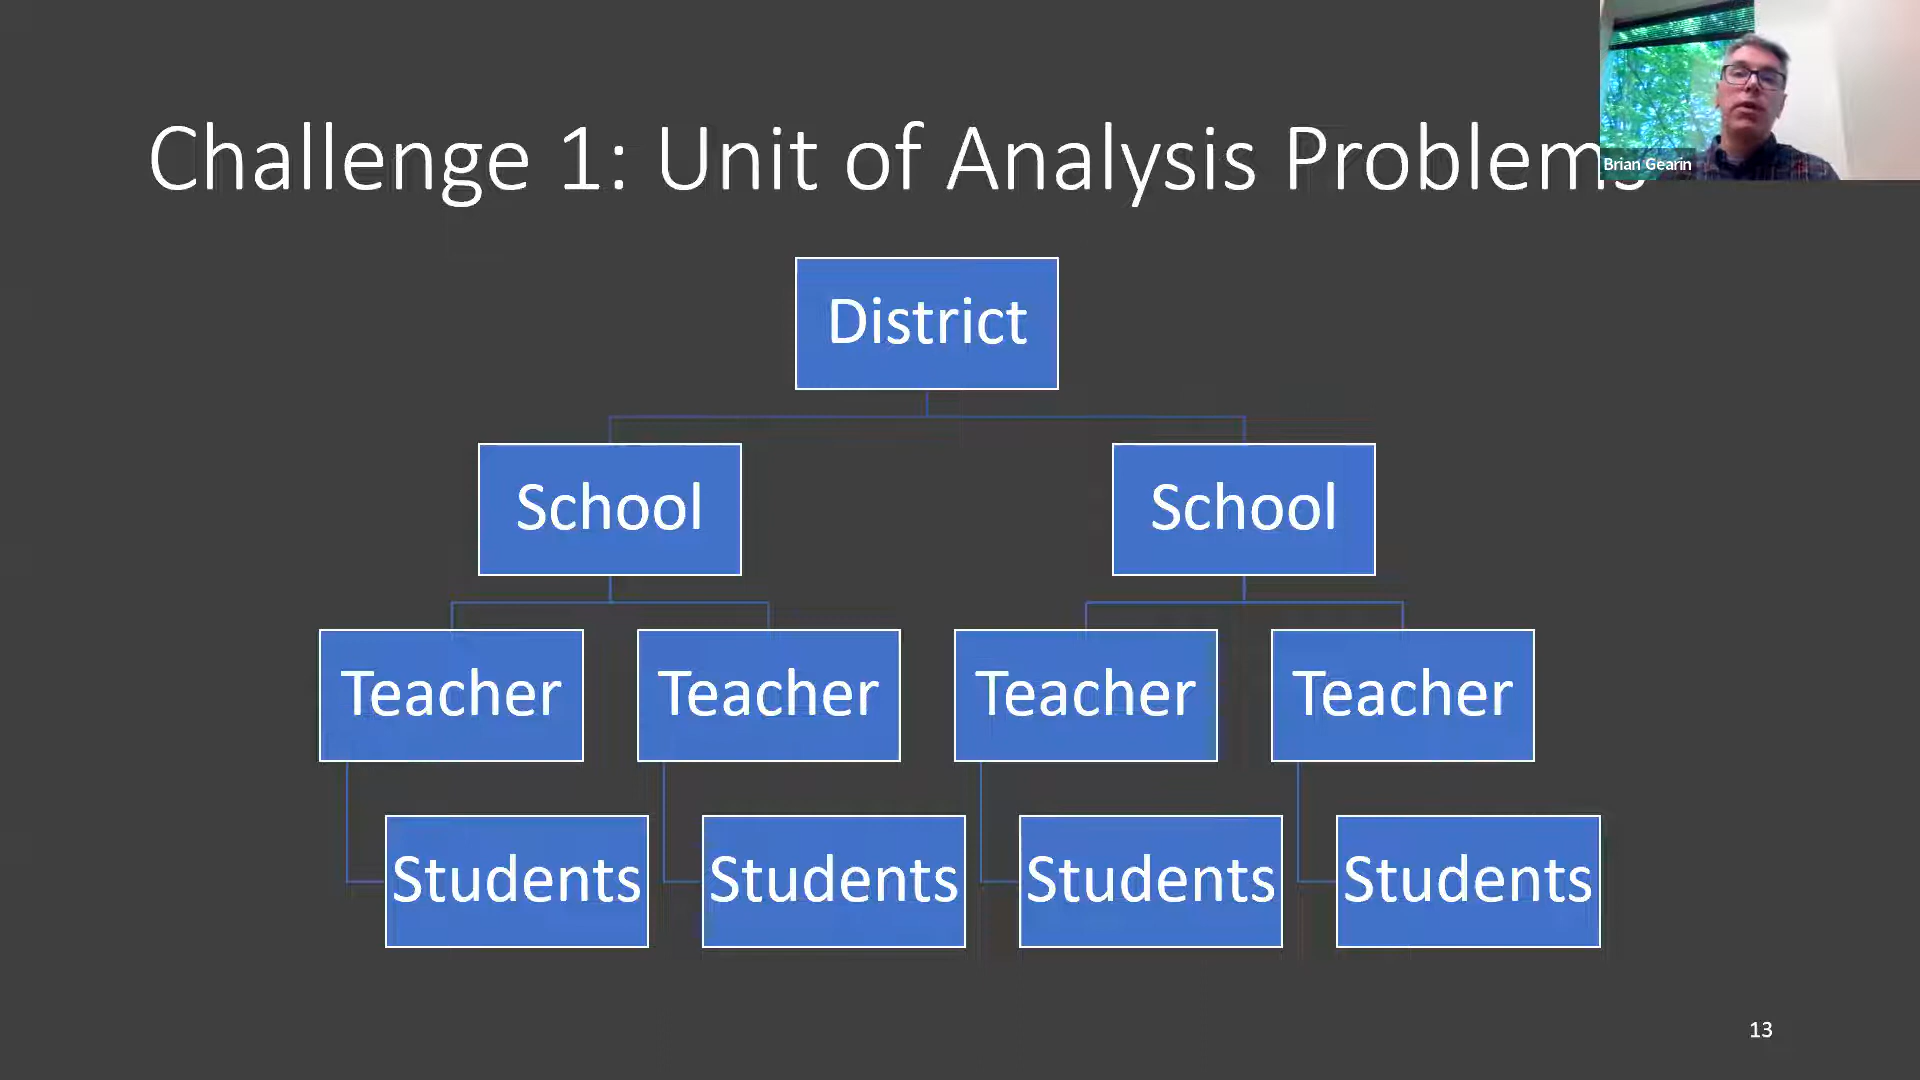 Challenge 1: Unit of Analysis Problems
Brian Gearin
District
School School
Teacher Teacher Teacher Teacher
Students Students Students Students
13